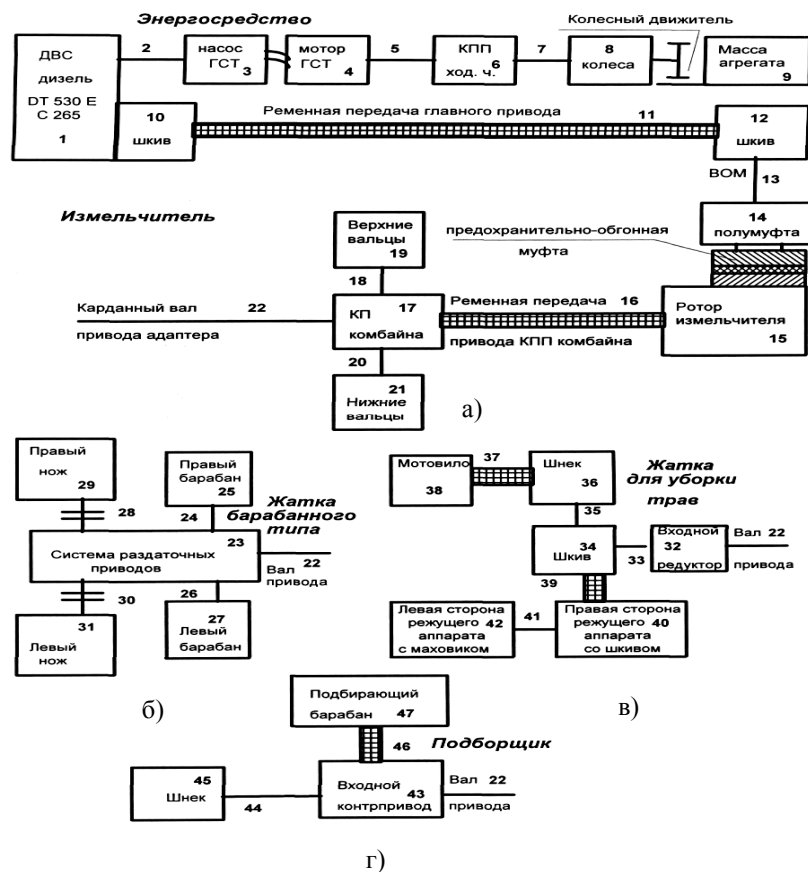 Энергосредство
ДВС
дизель
DT 530 E
C 265
1
2
насос
ГСТ 3
мотор
ГСТ 4
5
КПП
6
ход. ч.
7
Колесный движитель
8
колеса
Масса
агрегата
9
10
шкив
Ременная передача главного привода 11
12
шкив
ВОМ 13
14
полумуфта
предохранительно-обгонная
муфта
Измельчитель
Верхние
вальцы
19
18
Карданный вал 22
привода адаптера
17
КП
комбайна
Ременная передача 16
привода КПП комбайна
Ротор
измельчителя
15
20
21
Нижние
вальцы
а)
Правый
нож
29
28
Правый
барабан
25
24
Жатка
барабанного
типа
23
Система раздаточных
приводов
Вал 22
привода
26
30
31
Левый
нож
27
Левый барабан
б)
37
Мотовило
38
Шнек
36
Жатка
для уборки
трав
35
34
Шкив
33
Входной
32
редуктор
Вал 22
привода
39
Левая сторона
режущего
аппарата 42
с маховиком
41
Правая сторона
режущего
аппарата 40
со шкивом
в)
Подбирающий
барабан 47
46
Подборщик
45
Шнек
44
Входной
контрпривод
43
Вал 22
привода
г)